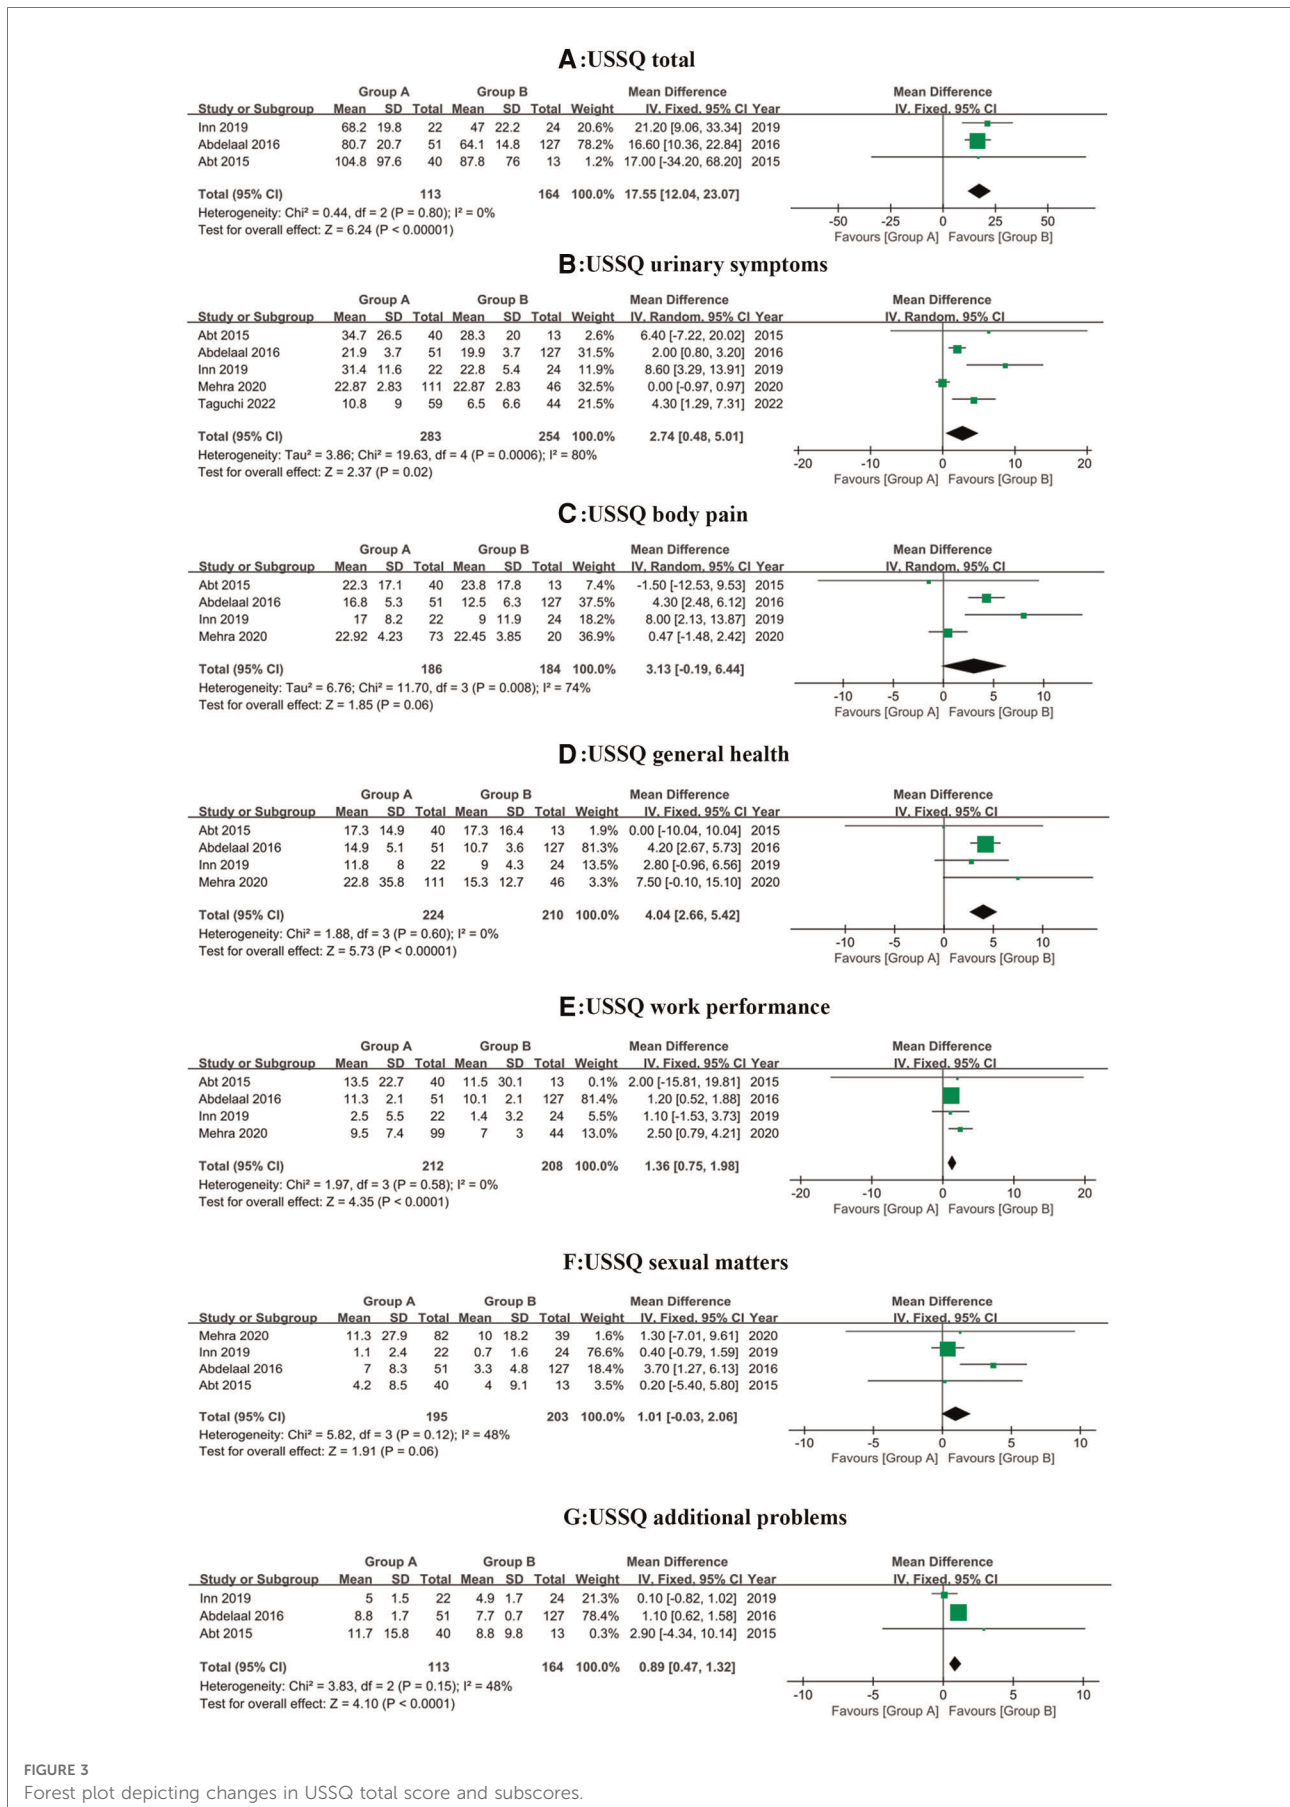 A:USSQ total
Group A Group B Mean Difference Mean Difference
Study or Subgroup Mean SD Total Mean SD Total Weight IV, Fixed, 95% CI Year IV, Fixed, 95% CI
Inn 2019 68.2 19.8 22 47 22.2 24 20.6% 21.20 [9.06, 33.34] 2019
Abdelaal 2016 80.7 20.7 51 64.1 14.8 127 78.2% 16.60 [10.36, 22.84] 2016
Abt 2015 104.8 97.6 40 87.8 76 13 1.2% 17.00 [-34.20, 68.20] 2015
Total (95% CI) 113 164 100.0% 17.55 [12.04, 23.07]
Heterogeneity: Chi² = 0.44, df = 2 (P = 0.80); I² = 0%
Test for overall effect: Z = 6.24 (P < 0.00001)
-50 -25 0 25 50
Favours [Group A] Favours [Group B]
B:USSQ urinary symptoms
Group A Group B Mean Difference Mean Difference
Study or Subgroup Mean SD Total Mean SD Total Weight IV, Random, 95% CI Year IV, Random, 95% CI
Abt 2015 34.7 26.5 40 28.3 20 13 2.6% 6.40 [-7.22, 20.02] 2015
Abdelaal 2016 21.9 3.7 51 19.9 3.7 127 31.5% 2.00 [0.80, 3.20] 2016
Inn 2019 31.4 11.6 22 22.8 5.4 24 11.9% 8.60 [3.29, 13.91] 2019
Mehra 2020 22.87 2.83 111 22.87 2.83 46 32.5% 0.00 [-0.97, 0.97] 2020
Taguchi 2022 10.8 9 59 6.5 6.6 44 21.5% 4.30 [1.29, 7.31] 2022
Total (95% CI) 283 254 100.0% 2.74 [0.48, 5.01]
Heterogeneity: Tau² = 3.86; Chi² = 19.63, df = 4 (P = 0.0006); I² = 80%
Test for overall effect: Z = 2.37 (P = 0.02)
-20 -10 0 10 20
Favours [Group A] Favours [Group B]
C:USSQ body pain
Group A Group B Mean Difference Mean Difference
Study or Subgroup Mean SD Total Mean SD Total Weight IV, Random, 95% CI Year IV, Random, 95% CI
Abt 2015 22.3 17.1 40 23.8 17.8 13 7.4% -1.50 [-12.53, 9.53] 2015
Abdelaal 2016 16.8 5.3 51 12.5 6.3 127 37.5% 4.30 [2.48, 6.12] 2016
Inn 2019 17 8.2 22 9 11.9 24 18.2% 8.00 [2.13, 13.87] 2019
Mehra 2020 22.92 4.23 73 22.45 3.85 20 36.9% 0.47 [-1.48, 2.42] 2020
Total (95% CI) 186 184 100.0% 3.13 [-0.19, 6.44]
Heterogeneity: Tau² = 6.76; Chi² = 11.70, df = 3 (P = 0.008); I² = 74%
Test for overall effect: Z = 1.85 (P = 0.06)
-10 -5 0 5 10
Favours [Group A] Favours [Group B]
D:USSQ general health
Group A Group B Mean Difference Mean Difference
Study or Subgroup Mean SD Total Mean SD Total Weight IV, Fixed, 95% CI Year IV, Fixed, 95% CI
Abt 2015 17.3 14.9 40 17.3 16.4 13 1.9% 0.00 [-10.04, 10.04] 2015
Abdelaal 2016 14.9 5.1 51 10.7 3.6 127 81.3% 4.20 [2.67, 5.73] 2016
Inn 2019 11.8 8 22 9 4.3 24 13.5% 2.80 [-0.96, 6.56] 2019
Mehra 2020 22.8 35.8 111 15.3 12.7 46 3.3% 7.50 [-0.10, 15.10] 2020
Total (95% CI) 224 210 100.0% 4.04 [2.66, 5.42]
Heterogeneity: Chi² = 1.88, df = 3 (P = 0.60); I² = 0%
Test for overall effect: Z = 5.73 (P < 0.00001)
-10 -5 0 5 10
Favours [Group A] Favours [Group B]
E:USSQ work performance
Group A Group B Mean Difference Mean Difference
Study or Subgroup Mean SD Total Mean SD Total Weight IV, Fixed, 95% CI Year IV, Fixed, 95% CI
Abt 2015 13.5 22.7 40 11.5 30.1 13 0.1% 2.00 [-15.81, 19.81] 2015
Abdelaal 2016 11.3 2.1 51 10.1 2.1 127 81.4% 1.20 [0.52, 1.88] 2016
Inn 2019 2.5 5.5 22 1.4 3.2 24 5.5% 1.10 [-1.53, 3.73] 2019
Mehra 2020 9.5 7.4 99 7 3 44 13.0% 2.50 [0.79, 4.21] 2020
Total (95% CI) 212 208 100.0% 1.36 [0.75, 1.98]
Heterogeneity: Chi² = 1.97, df = 3 (P = 0.58); I² = 0%
Test for overall effect: Z = 4.35 (P < 0.0001)
-20 -10 0 10 20
Favours [Group A] Favours [Group B]
F:USSQ sexual matters
Group A Group B Mean Difference Mean Difference
Study or Subgroup Mean SD Total Mean SD Total Weight IV, Fixed, 95% CI Year IV, Fixed, 95% CI
Mehra 2020 11.3 27.9 82 10 18.2 39 1.6% 1.30 [-7.01, 9.61] 2020
Inn 2019 1.1 2.4 22 0.7 1.6 24 76.6% 0.40 [-0.79, 1.59] 2019
Abdelaal 2016 7 8.3 51 3.3 4.8 127 18.4% 3.70 [1.27, 6.13] 2016
Abt 2015 4.2 8.5 40 4 9.1 13 3.5% 0.20 [-5.40, 5.80] 2015
Total (95% CI) 195 203 100.0% 1.01 [-0.03, 2.06]
Heterogeneity: Chi² = 5.82, df = 3 (P = 0.12); I² = 48%
Test for overall effect: Z = 1.91 (P = 0.06)
-10 -5 0 5 10
Favours [Group A] Favours [Group B]
G:USSQ additional problems
Group A Group B Mean Difference Mean Difference
Study or Subgroup Mean SD Total Mean SD Total Weight IV, Fixed, 95% CI Year IV, Fixed, 95% CI
Inn 2019 5 1.5 22 4.9 1.7 24 21.3% 0.10 [-0.82, 1.02] 2019
Abdelaal 2016 8.8 1.7 51 7.7 0.7 127 78.4% 1.10 [0.62, 1.58] 2016
Abt 2015 11.7 15.8 40 8.8 9.8 13 0.3% 2.90 [-4.34, 10.14] 2015
Total (95% CI) 113 164 100.0% 0.89 [0.47, 1.32]
Heterogeneity: Chi² = 3.83, df = 2 (P = 0.15); I² = 48%
Test for overall effect: Z = 4.10 (P < 0.0001)
-10 -5 0 5 10
Favours [Group A] Favours [Group B]
FIGURE 3
Forest plot depicting changes in USSQ total score and subscores.